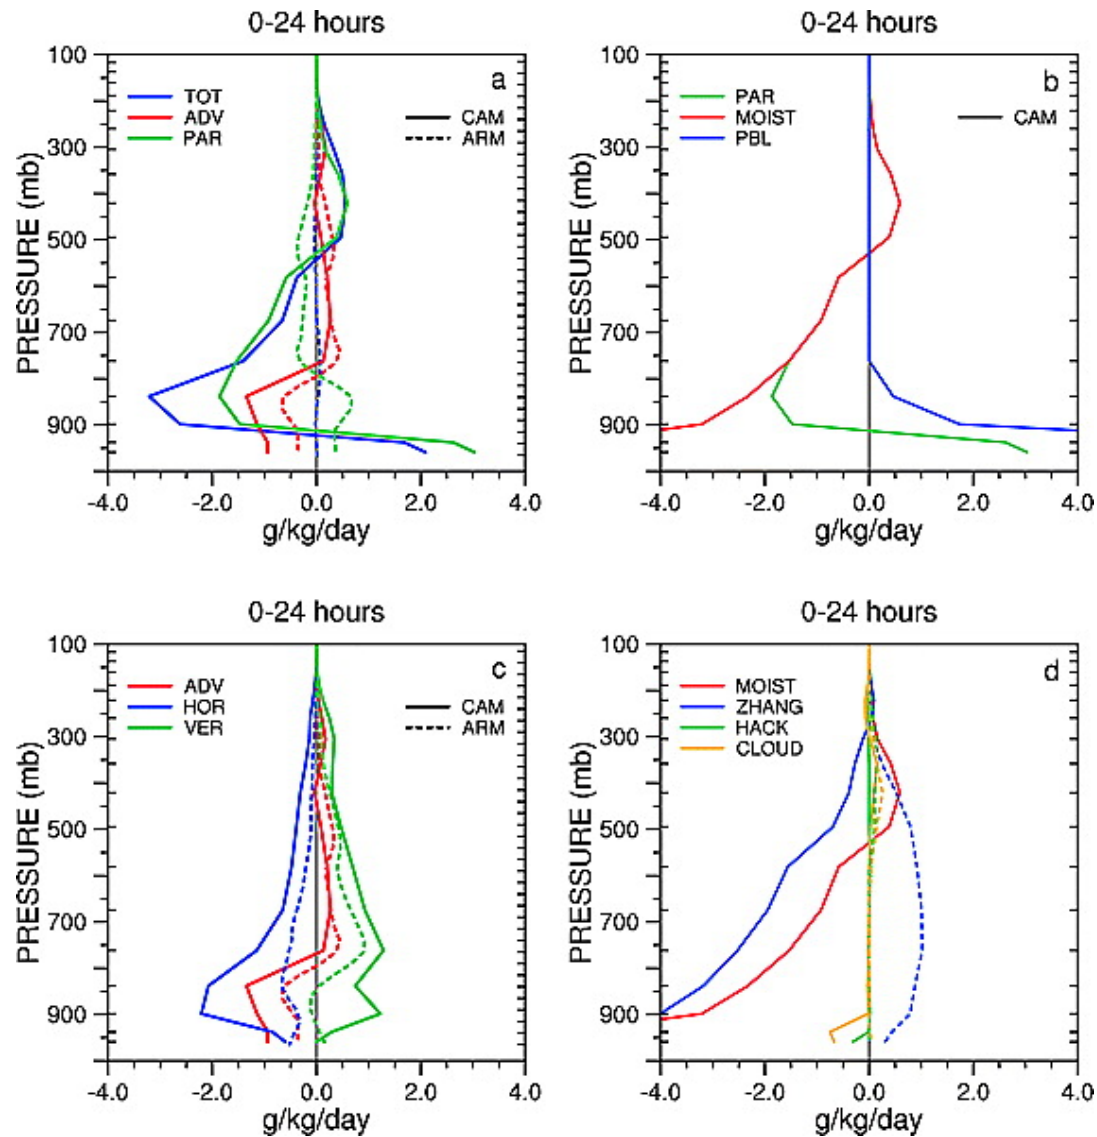 0-24 hours
a
TOT
ADV
PAR
CAM
ARM
PRESSURE (mb)
100
300
500
700
900
-4.0 -2.0 0.0 2.0 4.0
g/kg/day
0-24 hours
b
PAR
MOIST
PBL
CAM
PRESSURE (mb)
100
300
500
700
900
-4.0 -2.0 0.0 2.0 4.0
g/kg/day
0-24 hours
c
ADV
HOR
VER
CAM
ARM
PRESSURE (mb)
100
300
500
700
900
-4.0 -2.0 0.0 2.0 4.0
g/kg/day
0-24 hours
d
MOIST
ZHANG
HACK
CLOUD
PRESSURE (mb)
100
300
500
700
900
-4.0 -2.0 0.0 2.0 4.0
g/kg/day